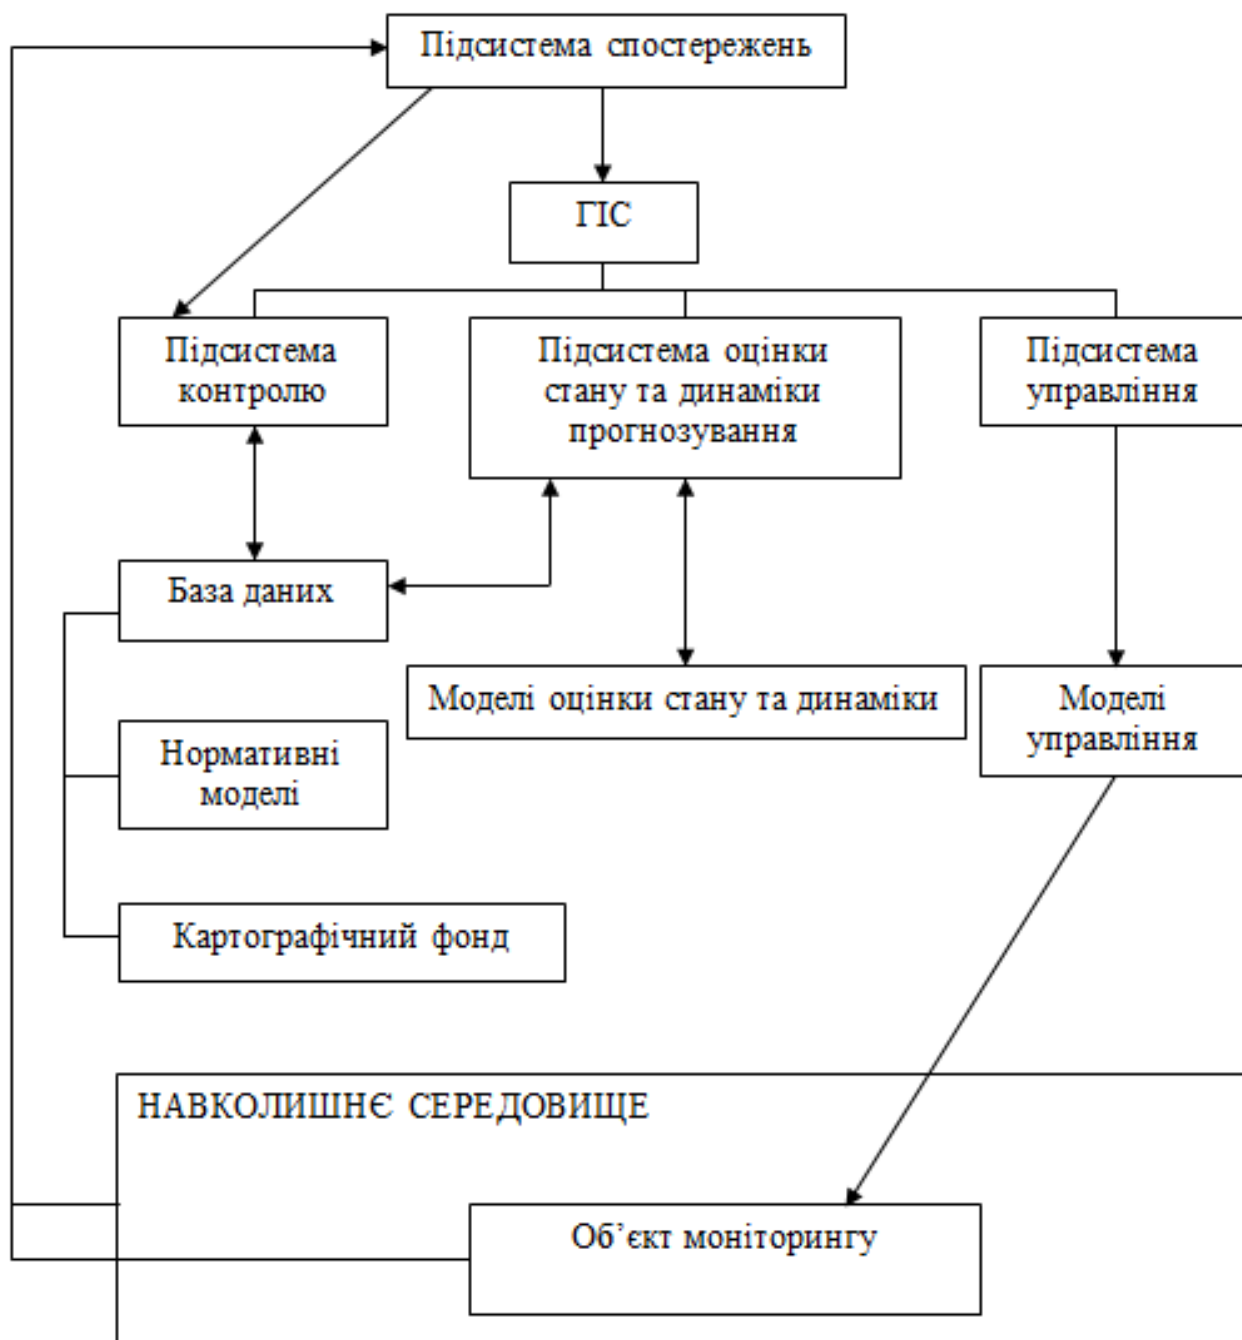 Підсистема спостережень
ГІС
Підсистема
контролю
Підсистема оцінки
стану та динаміки
прогнозування
Підсистема
управління
База даних
Моделі оцінки стану та динаміки
Моделі
управління
Нормативні
моделі
Картографічний фонд
НАВКОЛИШНЄ СЕРЕДОВИЩЕ
Об’єкт моніторингу